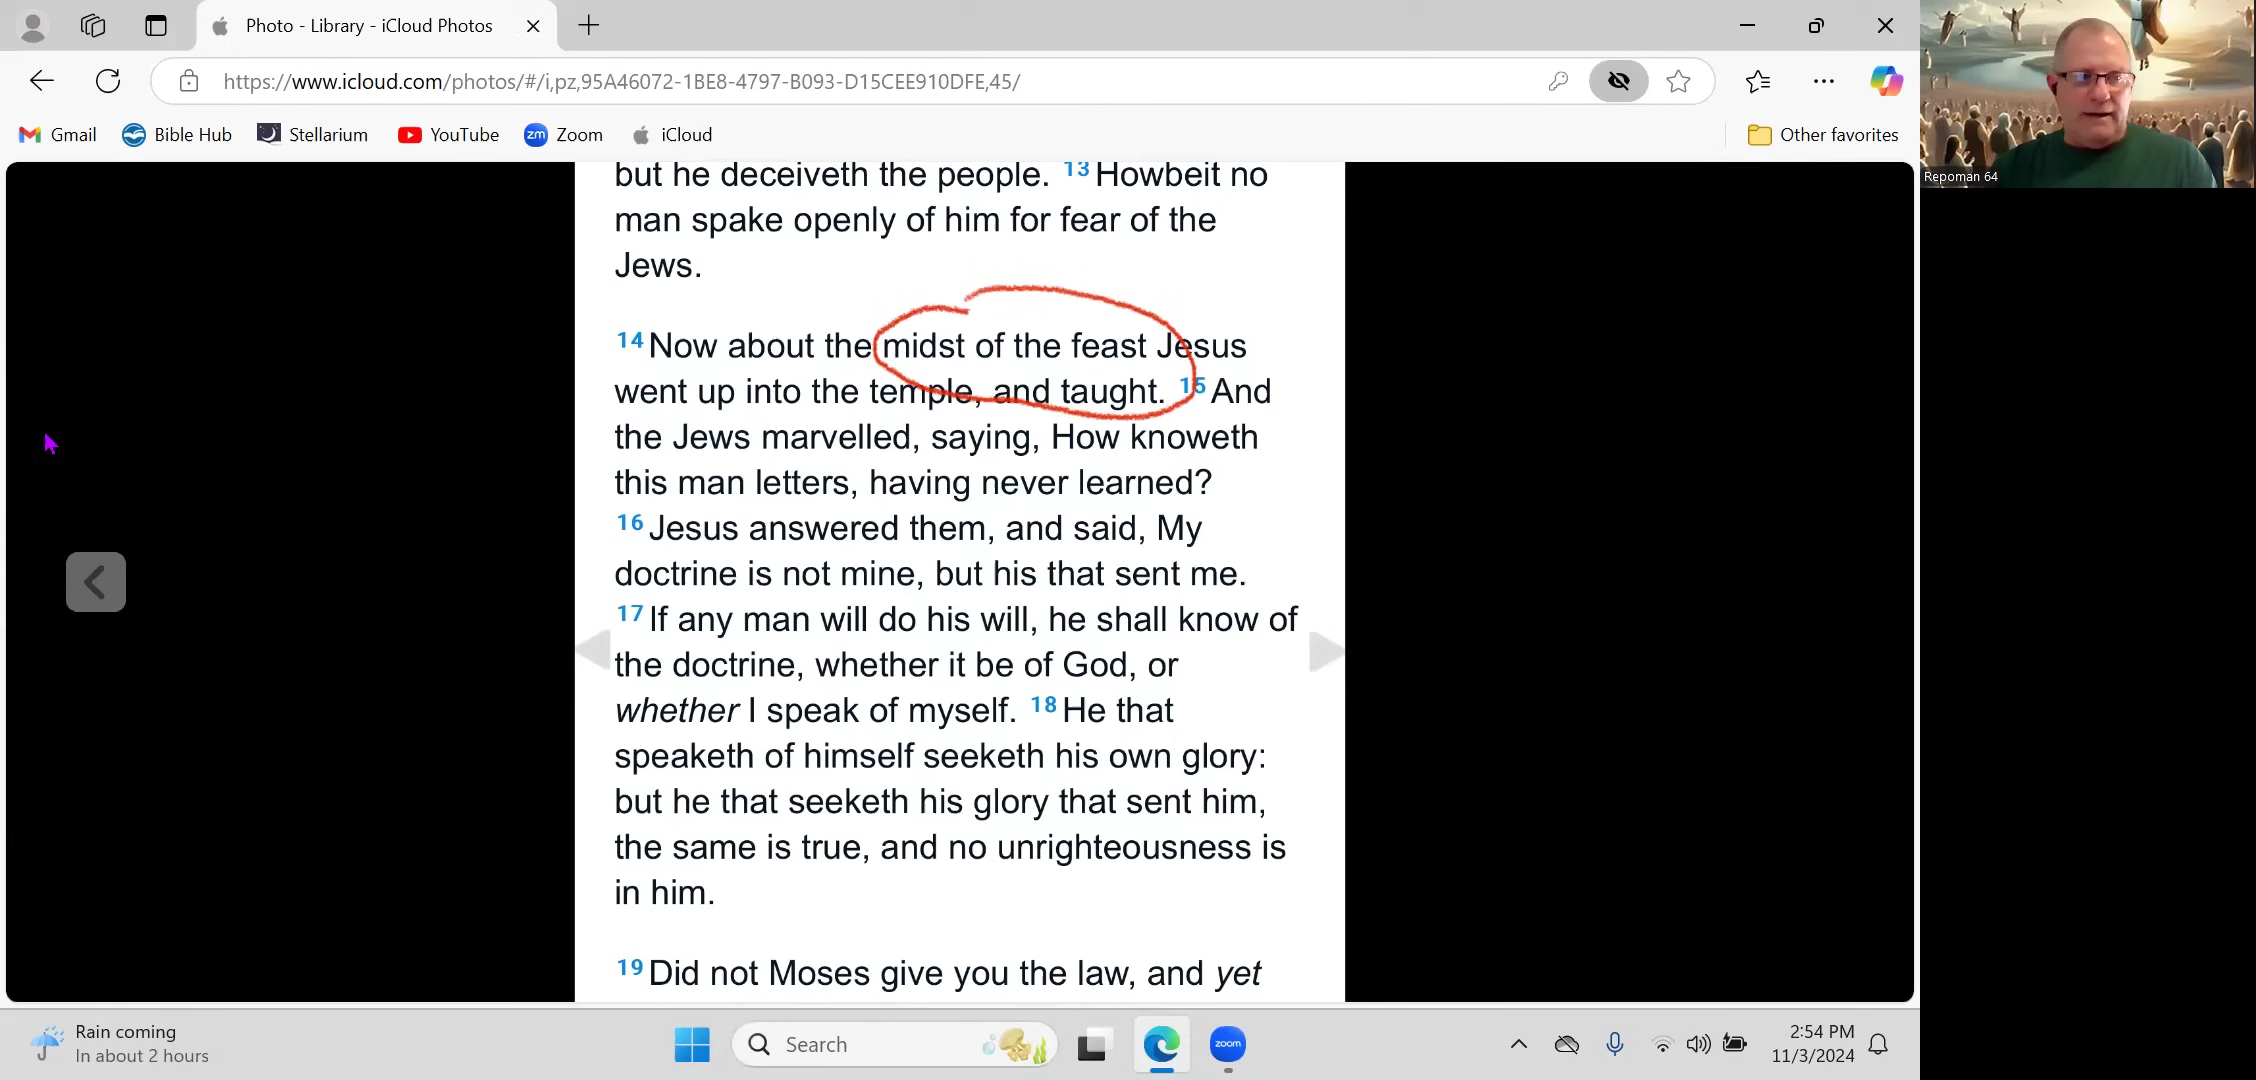 Photo - Library - iCloud Photos
https://www.icloud.com/photos/#/i,pz,95A46072-1BE8-4797-B093-D15CEE910DFE,45/
Gmail
Bible Hub
Stellarium
YouTube
zm Zoom
iCloud
Other favorites
Repoman 64
but he deceiveth the people. 13 Howbeit no
man spake openly of him for fear of the
Jews.
14 Now about the midst of the feast Jesus
went up into the temple, and taught. 15 And
the Jews marvelled, saying, How knoweth
this man letters, having never learned?
16 Jesus answered them, and said, My
doctrine is not mine, but his that sent me.
17 If any man will do his will, he shall know of
the doctrine, whether it be of God, or
whether I speak of myself. 18 He that
speaketh of himself seeketh his own glory:
but he that seeketh his glory that sent him,
the same is true, and no unrighteousness is
in him.
19 Did not Moses give you the law, and yet
Rain coming
In about 2 hours
Search
zoom
2:54 PM
11/3/2024